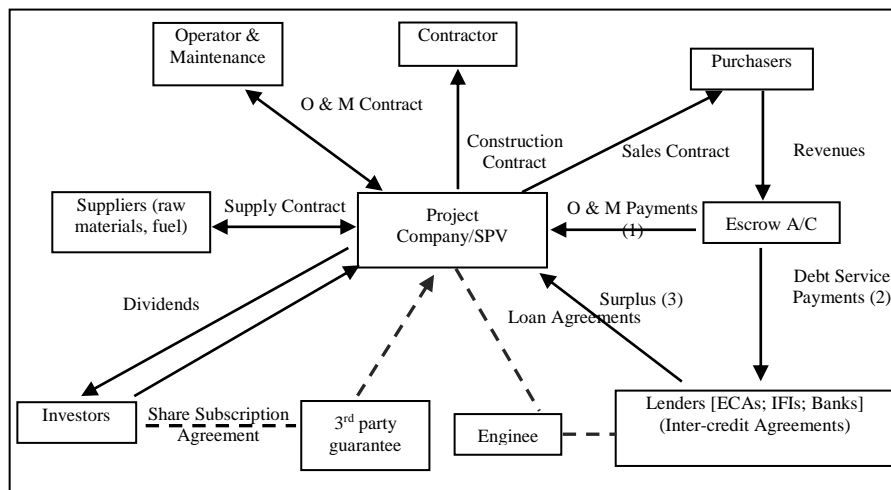 Operator &
Maintenance
Contractor
Purchasers
O & M Contract
Construction
Contract
Sales Contract
Revenues
Suppliers (raw
materials, fuel)
Supply Contract
Project
Company/SPV
O & M Payments
(1)
Escrow A/C
Debt Service
Payments (2)
Dividends
Surplus (3)
Loan Agreements
Investors
Share Subscription
Agreement
3rd party
guarantee
Enginee
Lenders [ECAs; IFIs; Banks]
(Inter-credit Agreements)